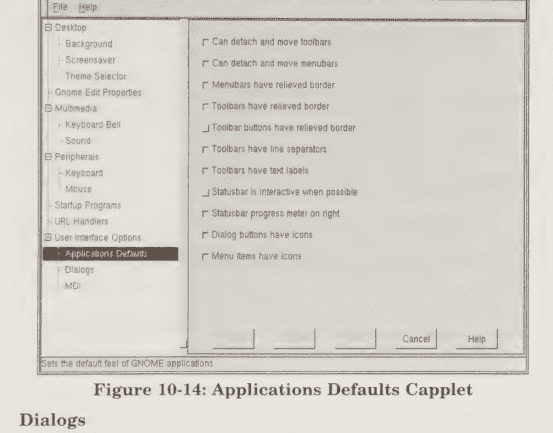 File Help
Desktop
Background
Screensaver
Theme Selector
Gnome Edit Properties
Multimedia
Keyboard Bell
Sound
Peripherals
Keyboard
Mouse
Startup Programs
URL Handlers
User Interface Options
Applications Defaults
Dialogs
MDI
Can detach and move toolbars
Can detach and move menubars
Menubars have relieved border
Toolbars have relieved border
Toolbar buttons have relieved border
Toolbars have line separators
Toolbars have text labels
Statusbar is interactive when possible
Statusbar progress meter on right
Dialog buttons have icons
Menu items have icons
Cancel Help
Sets the default feel of GNOME applications
Figure 10-14: Applications Defaults Capplet
Dialogs